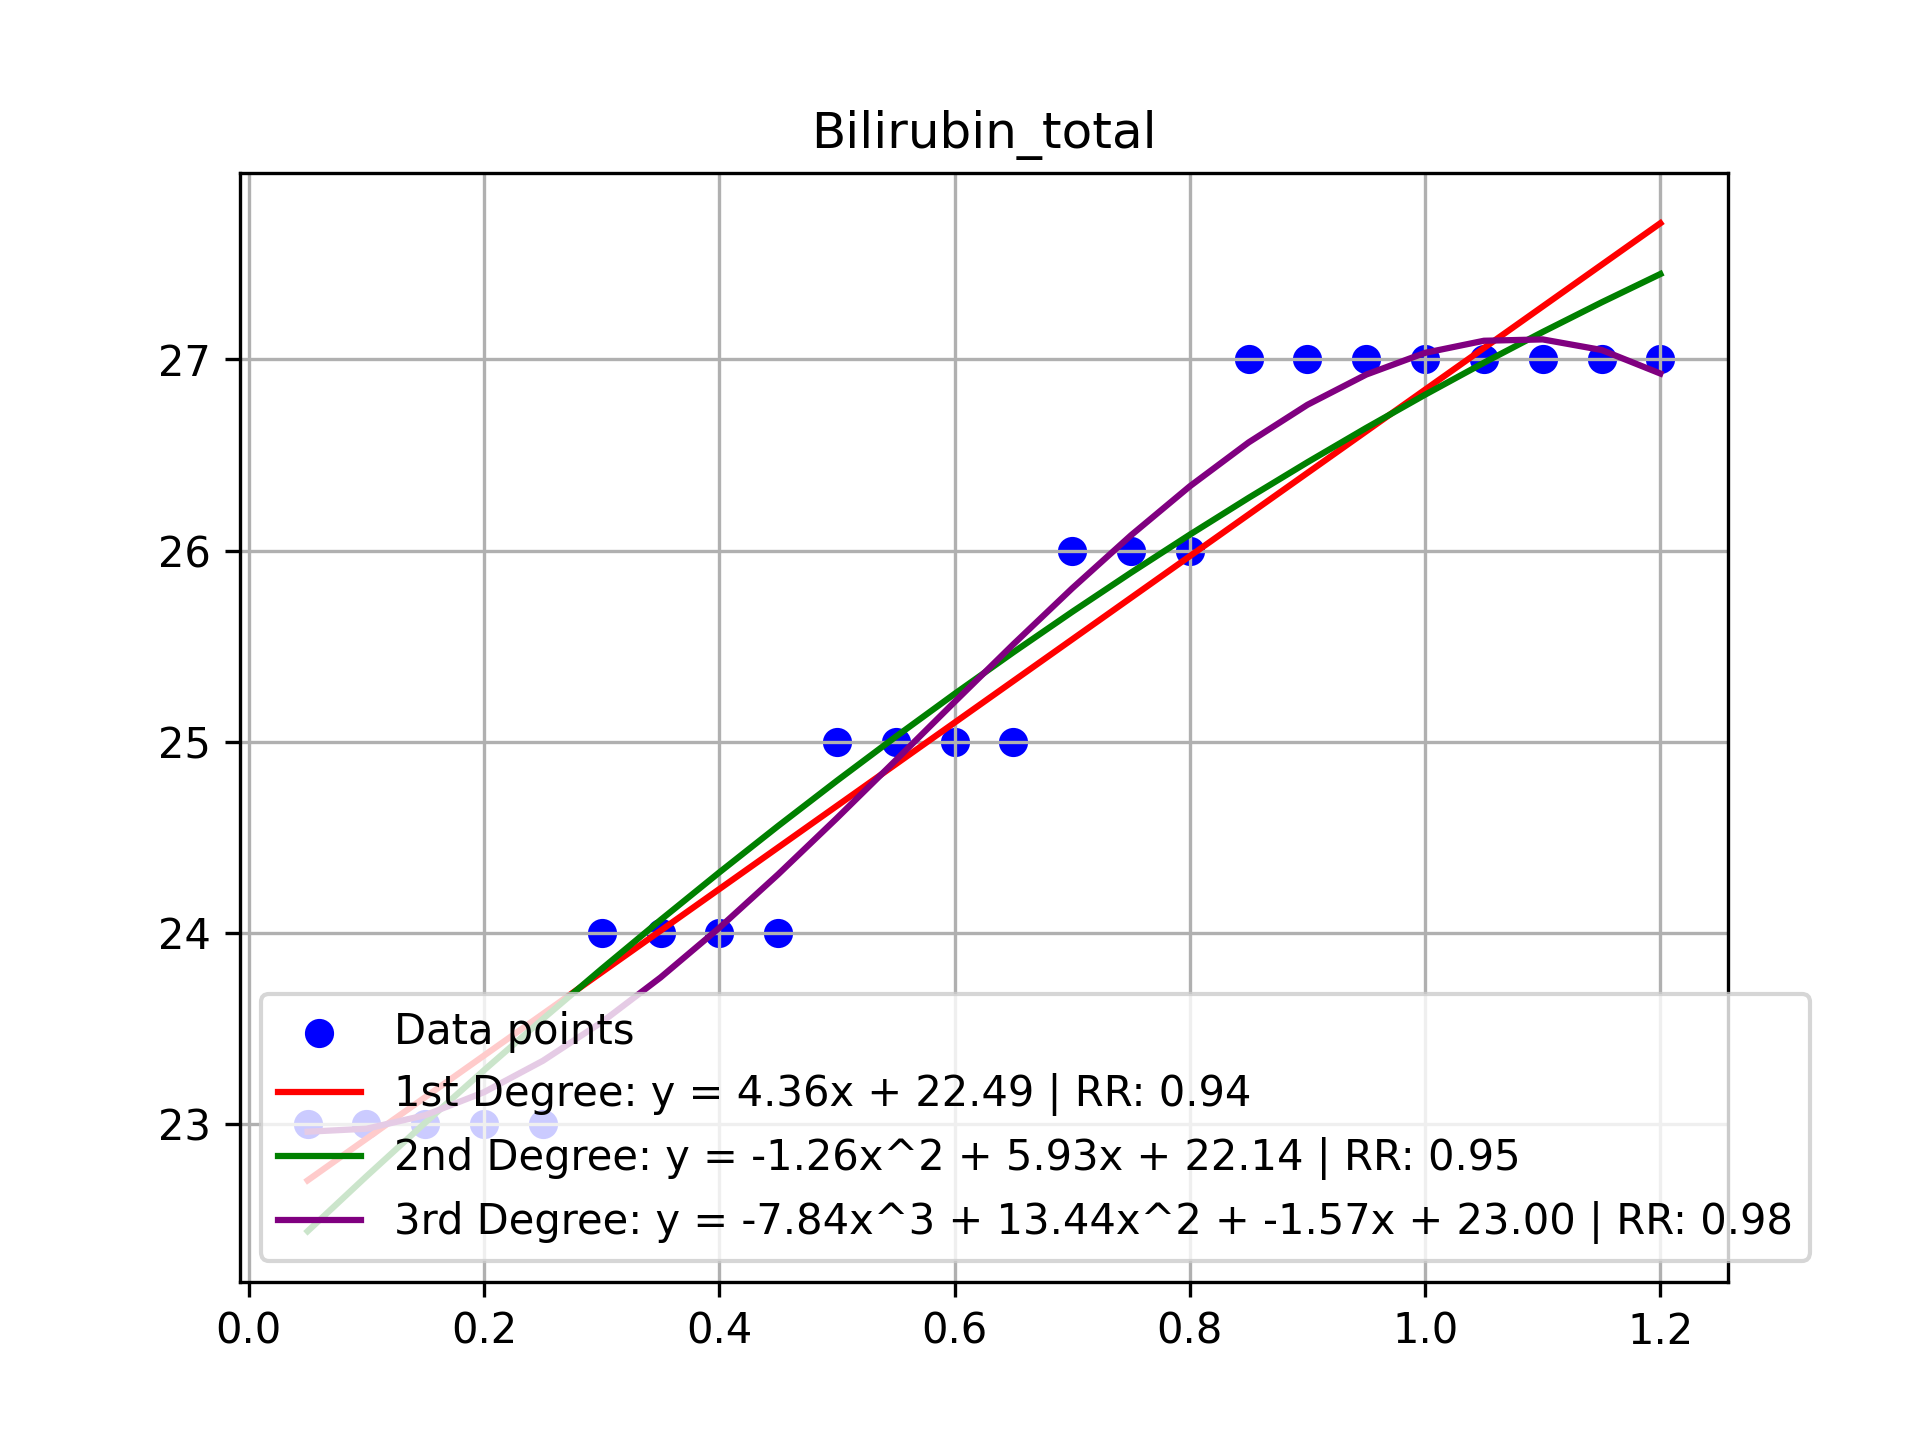 Bilirubin_total
27
26
25
24
23
Data points
1st Degree: y = 4.36x + 22.49 | RR: 0.94
2nd Degree: y = -1.26x^2 + 5.93x + 22.14 | RR: 0.95
3rd Degree: y = -7.84x^3 + 13.44x^2 + -1.57x + 23.00 | RR: 0.98
0.0 0.2 0.4 0.6 0.8 1.0 1.2